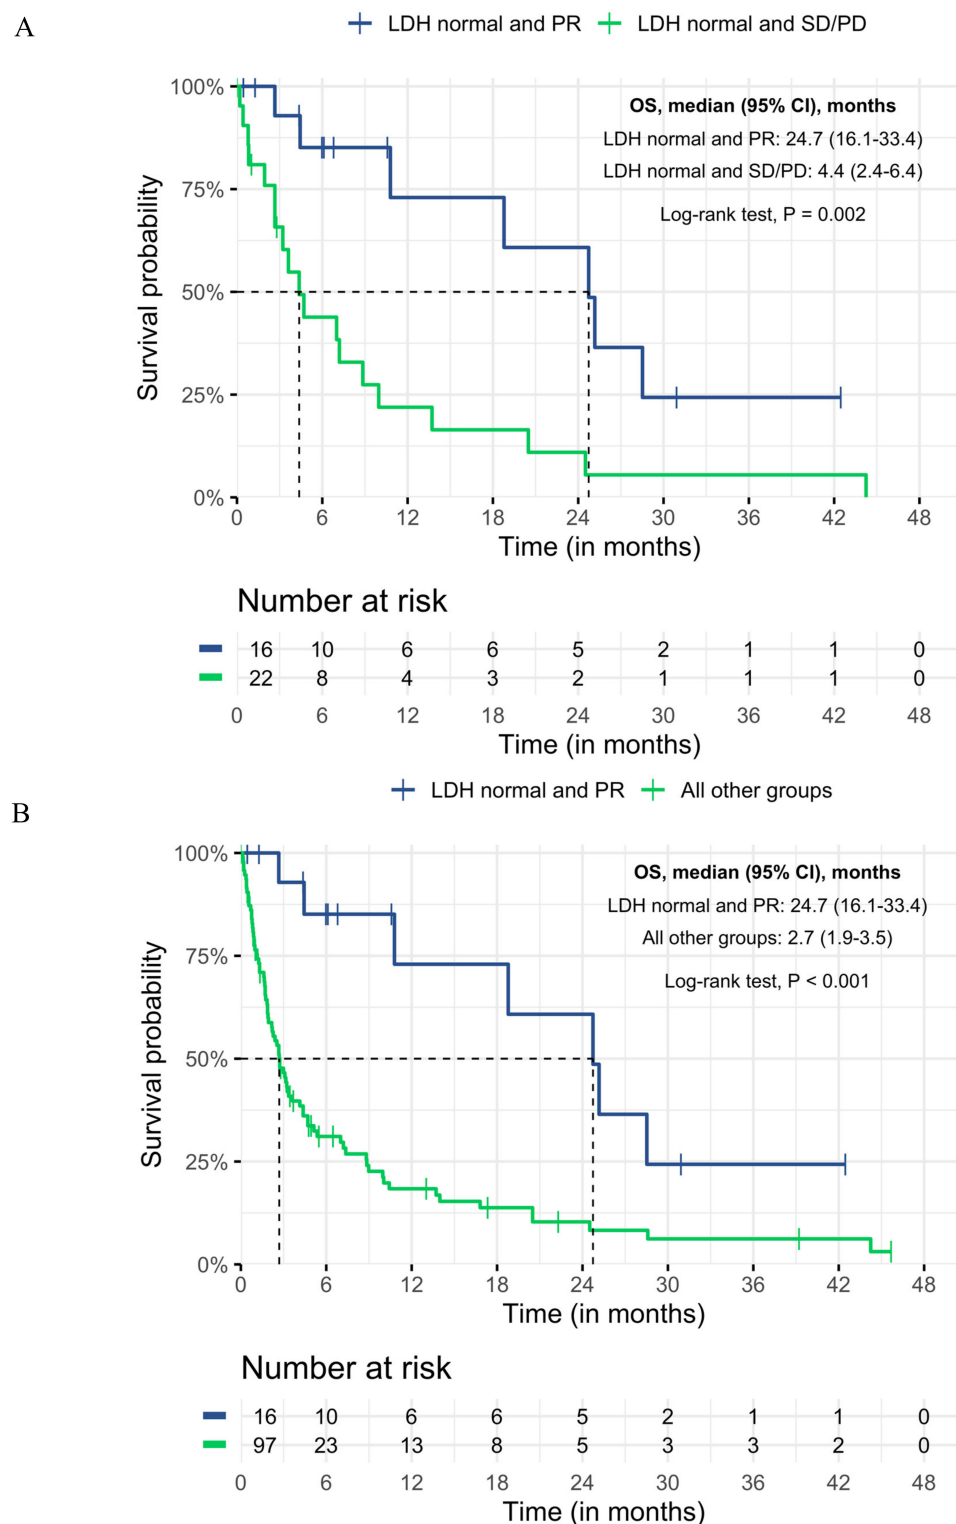 A
LDH normal and PR LDH normal and SD/PD
100%
75%
50%
25%
0%
Survival probability
OS, median (95% CI), months
LDH normal and PR: 24.7 (16.1-33.4)
LDH normal and SD/PD: 4.4 (2.4-6.4)
Log-rank test, P = 0.002
0 6 12 18 24 30 36 42 48
Time (in months)
Number at risk
16 10 6 6 5 2 1 1 0
22 8 4 3 2 1 1 1 0
0 6 12 18 24 30 36 42 48
Time (in months)
B
LDH normal and PR All other groups
100%
75%
50%
25%
0%
Survival probability
OS, median (95% CI), months
LDH normal and PR: 24.7 (16.1-33.4)
All other groups: 2.7 (1.9-3.5)
Log-rank test, P < 0.001
0 6 12 18 24 30 36 42 48
Time (in months)
Number at risk
16 10 6 6 5 2 1 1 0
97 23 13 8 5 3 3 2 0
0 6 12 18 24 30 36 42 48
Time (in months)